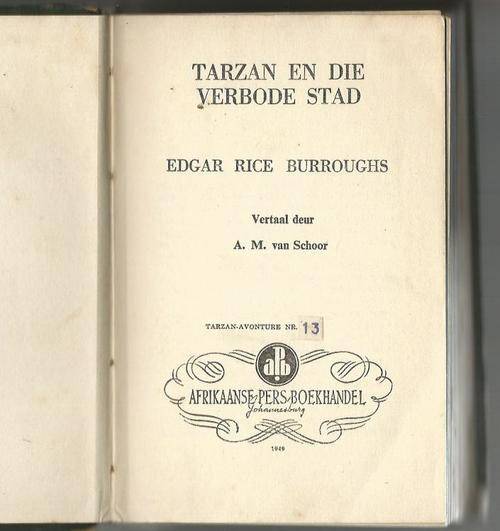 TARZAN EN DIE
VERBODE STAD
EDGAR RICE BURROUGHS
Vertaal deur
A. M. van Schoor
TARZAN-AVONTURE NR. 13
apb
AFRIKAANSE PERS BOEKHANDEL
Johannesburg
1949